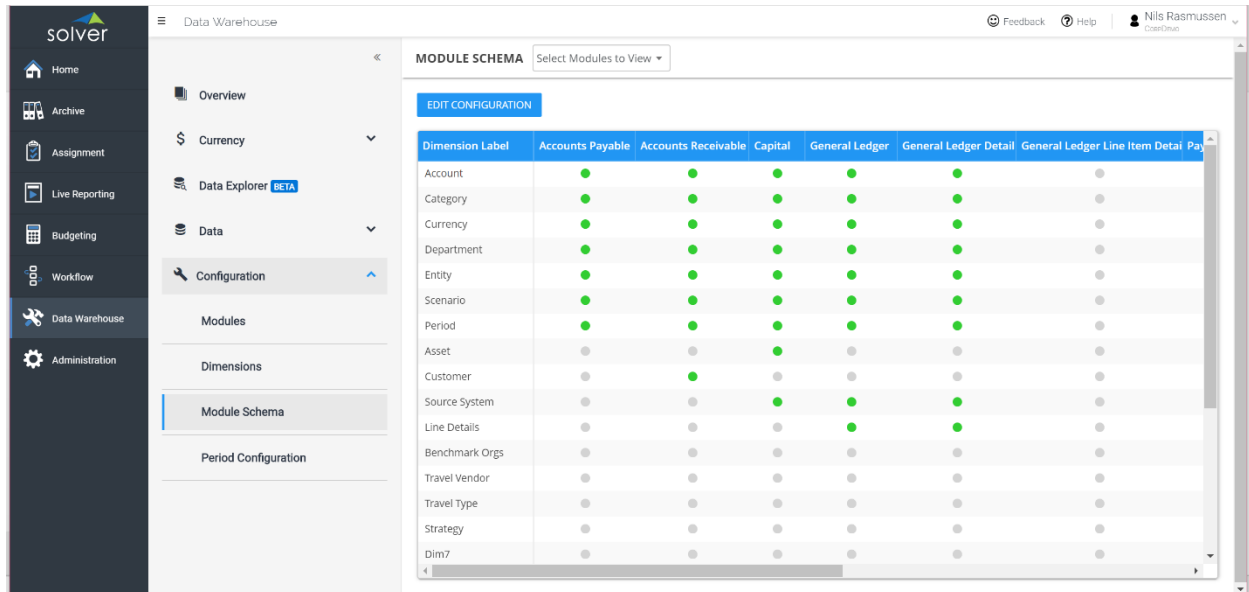 solver
Data Warehouse
Feedback
Help
Nils Rasmussen
Home
Archive
Assignment
Live Reporting
Budgeting
Workflow
Data Warehouse
Administration
Overview
$ Currency
Data Explorer BETA
Data
Configuration
Modules
Dimensions
Module Schema
Period Configuration
MODULE SCHEMA Select Modules to View
EDIT CONFIGURATION
Dimension Label Accounts Payable Accounts Receivable Capital General Ledger General Ledger Detail General Ledger Line Item Detai Pay
Account
Category
Currency
Department
Entity
Scenario
Period
Asset
Customer
Source System
Line Details
Benchmark Orgs
Travel Vendor
Travel Type
Strategy
Dim7